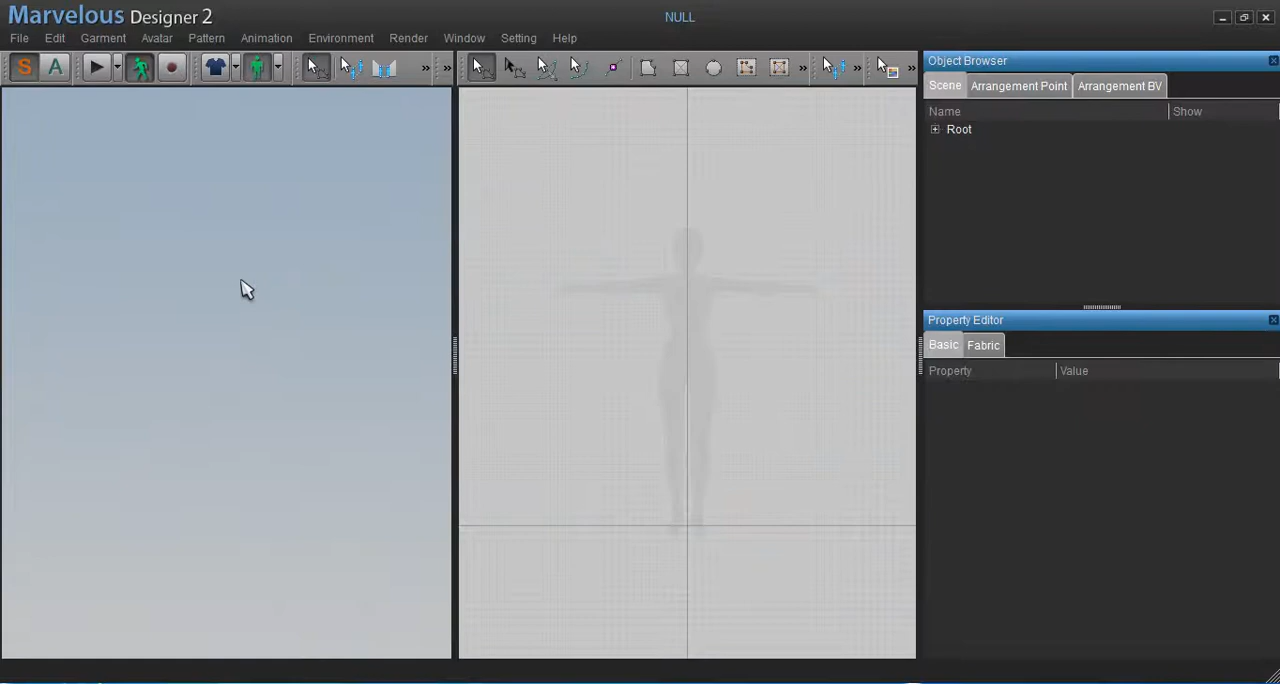 Marvelous Designer 2
NULL
File Edit Garment Avatar Pattern Animation Environment Render Window Setting Help
S A » » » » »
Object Browser
Scene Arrangement Point Arrangement BV
Name Show
Root
Property Editor
Basic Fabric
Property Value